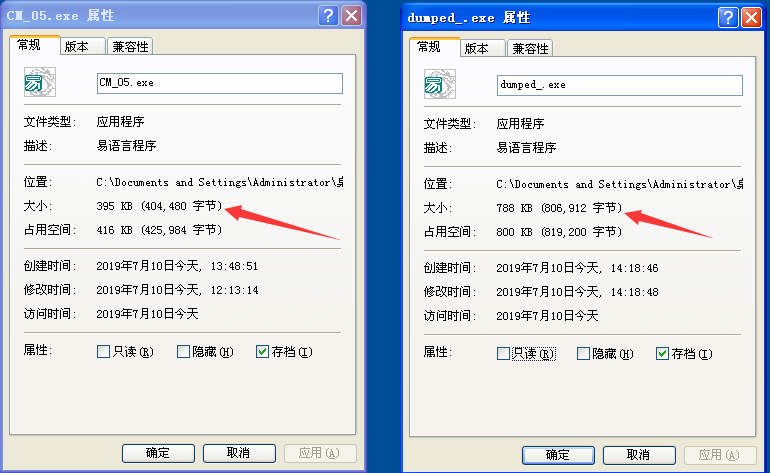 CM_05.exe 属性
常规 版本 兼容性
CM_05.exe
文件类型: 应用程序
描述: 易语言程序
位置: C:\Documents and Settings\Administrator\
大小: 395 KB (404,480 字节)
占用空间: 416 KB (425,984 字节)
创建时间: 2019年7月10日今天, 13:48:51
修改时间: 2019年7月10日今天, 12:13:14
访问时间: 2019年7月10日今天
属性: 只读(R) 隐藏(H) 存档(I)
确定 取消 应用(A)
dumped_.exe 属性
常规 版本 兼容性
dumped_.exe
文件类型: 应用程序
描述: 易语言程序
位置: C:\Documents and Settings\Administrator\
大小: 788 KB (806,912 字节)
占用空间: 800 KB (819,200 字节)
创建时间: 2019年7月10日今天, 14:18:46
修改时间: 2019年7月10日今天, 14:18:48
访问时间: 2019年7月10日今天
属性: 只读(R) 隐藏(H) 存档(I)
确定 取消 应用(A)